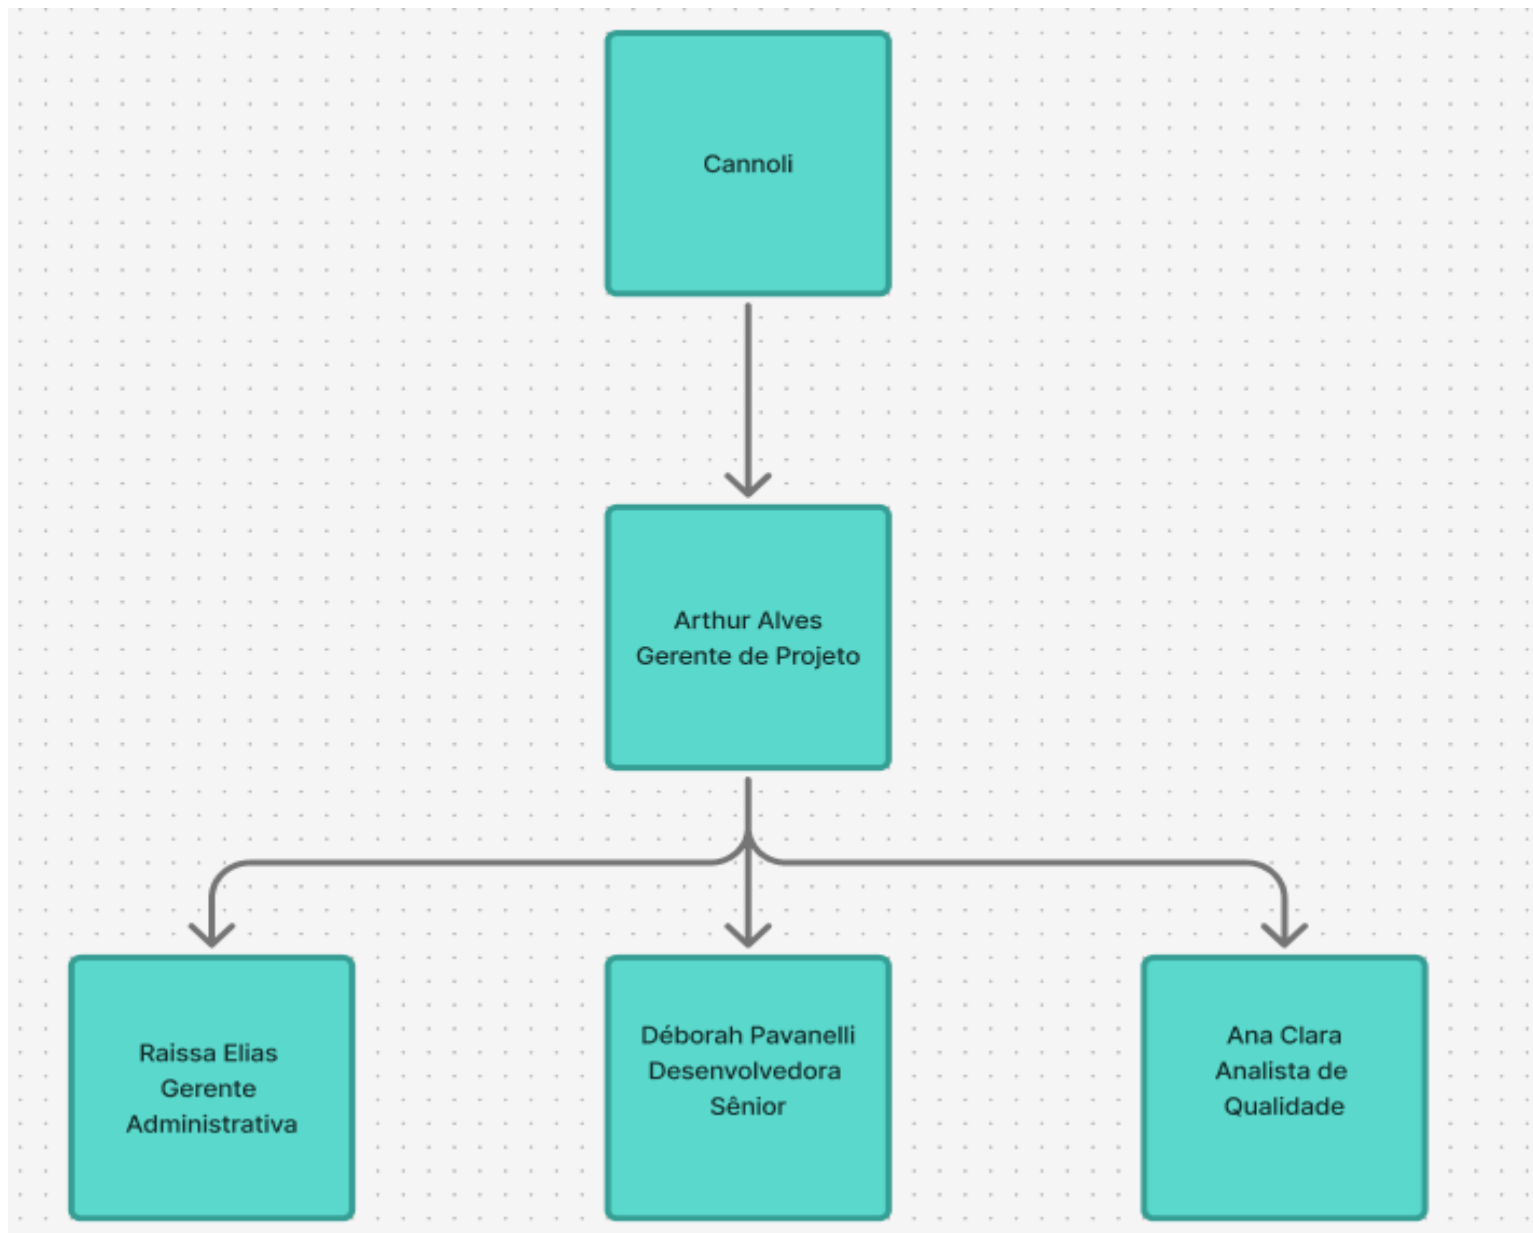 Cannoli
Arthur Alves
Gerente de Projeto
Raissa Elias
Gerente
Administrativa
Déborah Pavanelli
Desenvolvedora
Sênior
Ana Clara
Analista de
Qualidade